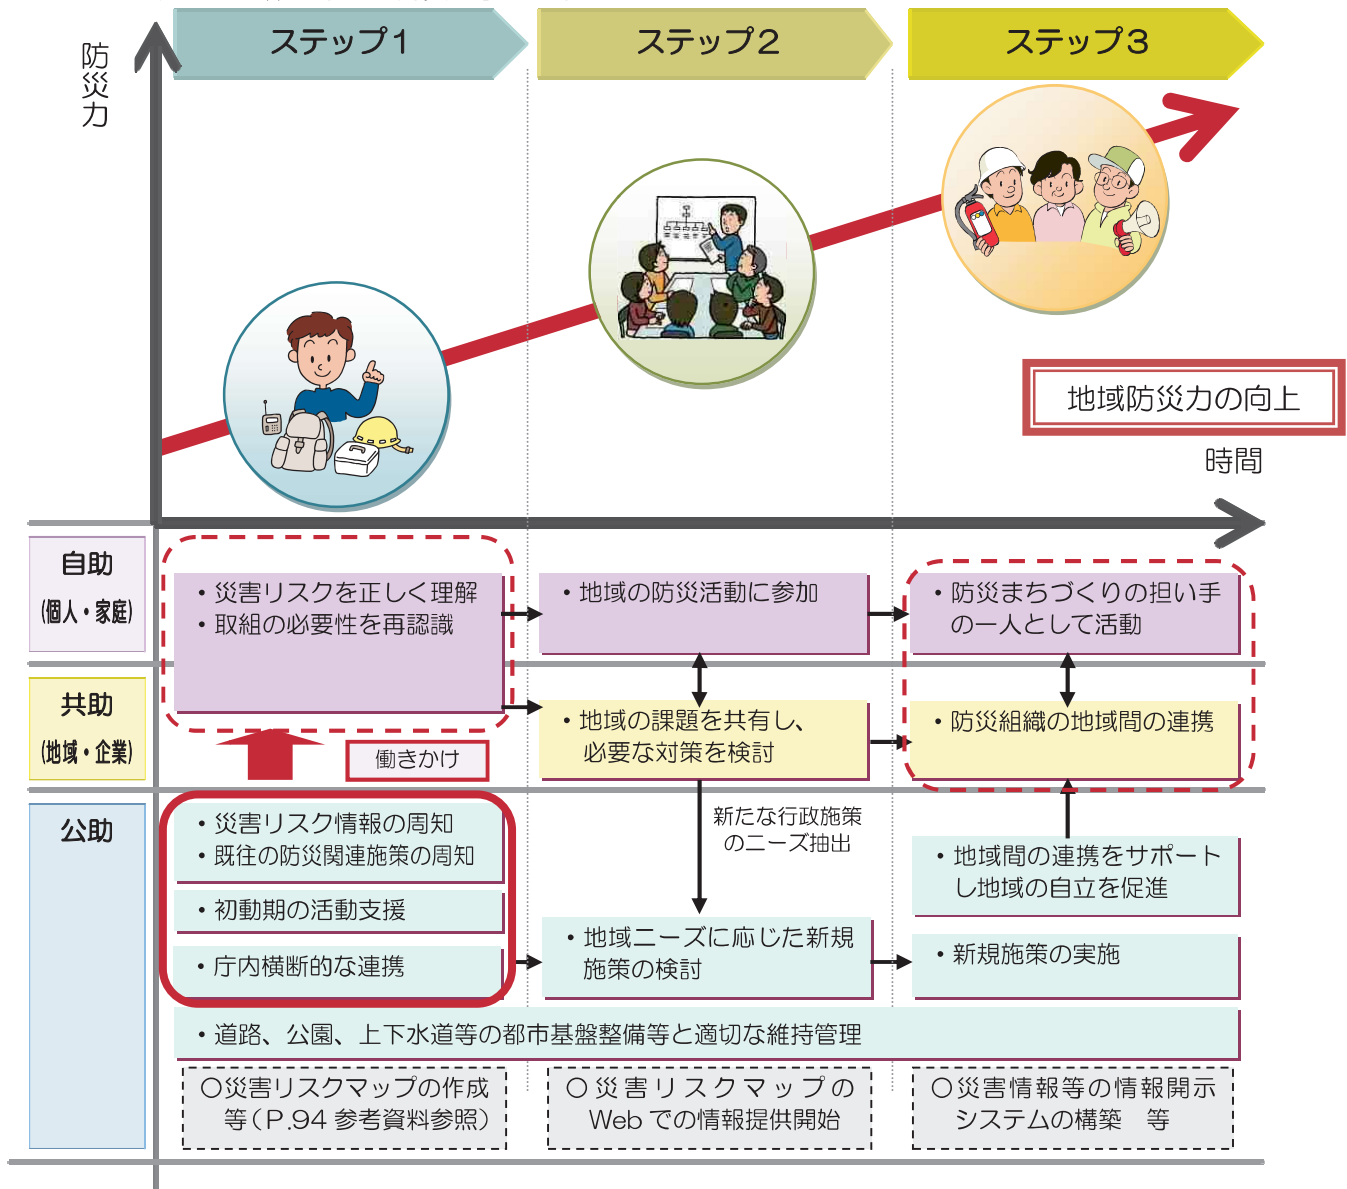 ステップ1
ステップ2
ステップ3
防災力
地域防災力の向上
時間
自助
(個人・家庭)
・災害リスクを正しく理解
・取組の必要性を再認識
・地域の防災活動に参加
・防災まちづくりの担い手
の一人として活動
共助
(地域・企業)
・地域の課題を共有し、
必要な対策を検討
・防災組織の地域間の連携
働きかけ
公助
・災害リスク情報の周知
・既往の防災関連施策の周知
・初動期の活動支援
・庁内横断的な連携
新たな行政施策
のニーズ抽出
・地域ニーズに応じた新規
施策の検討
・地域間の連携をサポート
し地域の自立を促進
・新規施策の実施
・道路、公園、上下水道等の都市基盤整備等と適切な維持管理
○災害リスクマップの作成
等(P.94 参考資料参照)
○災害リスクマップの
Web での情報提供開始
○災害情報等の情報開示
システムの構築　等